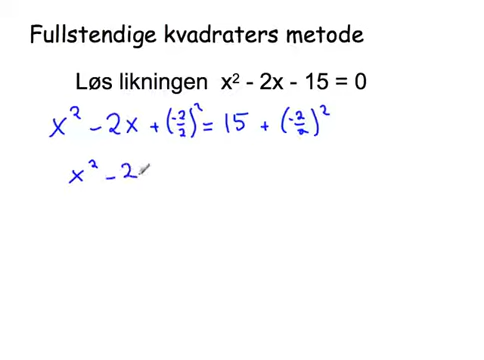 Fullstendige kvadraters metode
Løs likningen x² - 2x - 15 = 0
x² - 2x + (-2/2)² = 15 + (-2/2)²
x² - 2